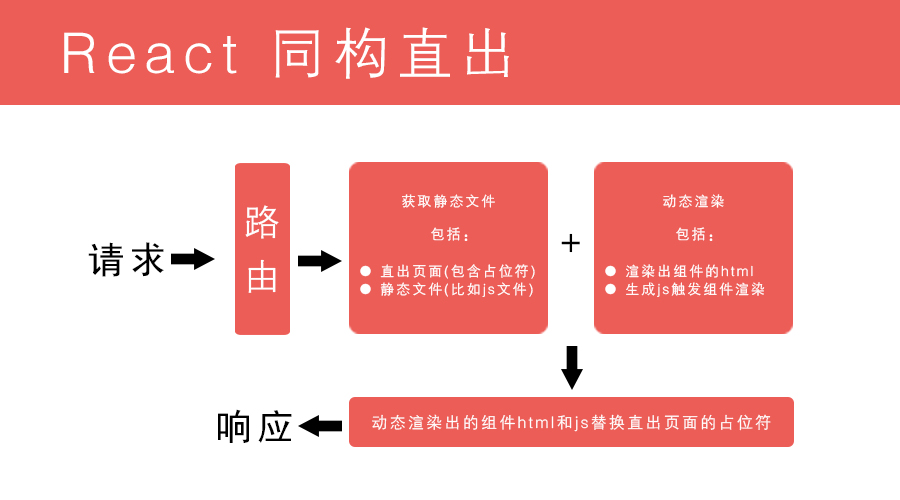 React 同构直出
请求
路
由
获取静态文件
包括：
● 直出页面(包含占位符)
● 静态文件(比如js文件)
+
动态渲染
包括：
● 渲染出组件的html
● 生成js触发组件渲染
响应
动态渲染出的组件html和js替换直出页面的占位符